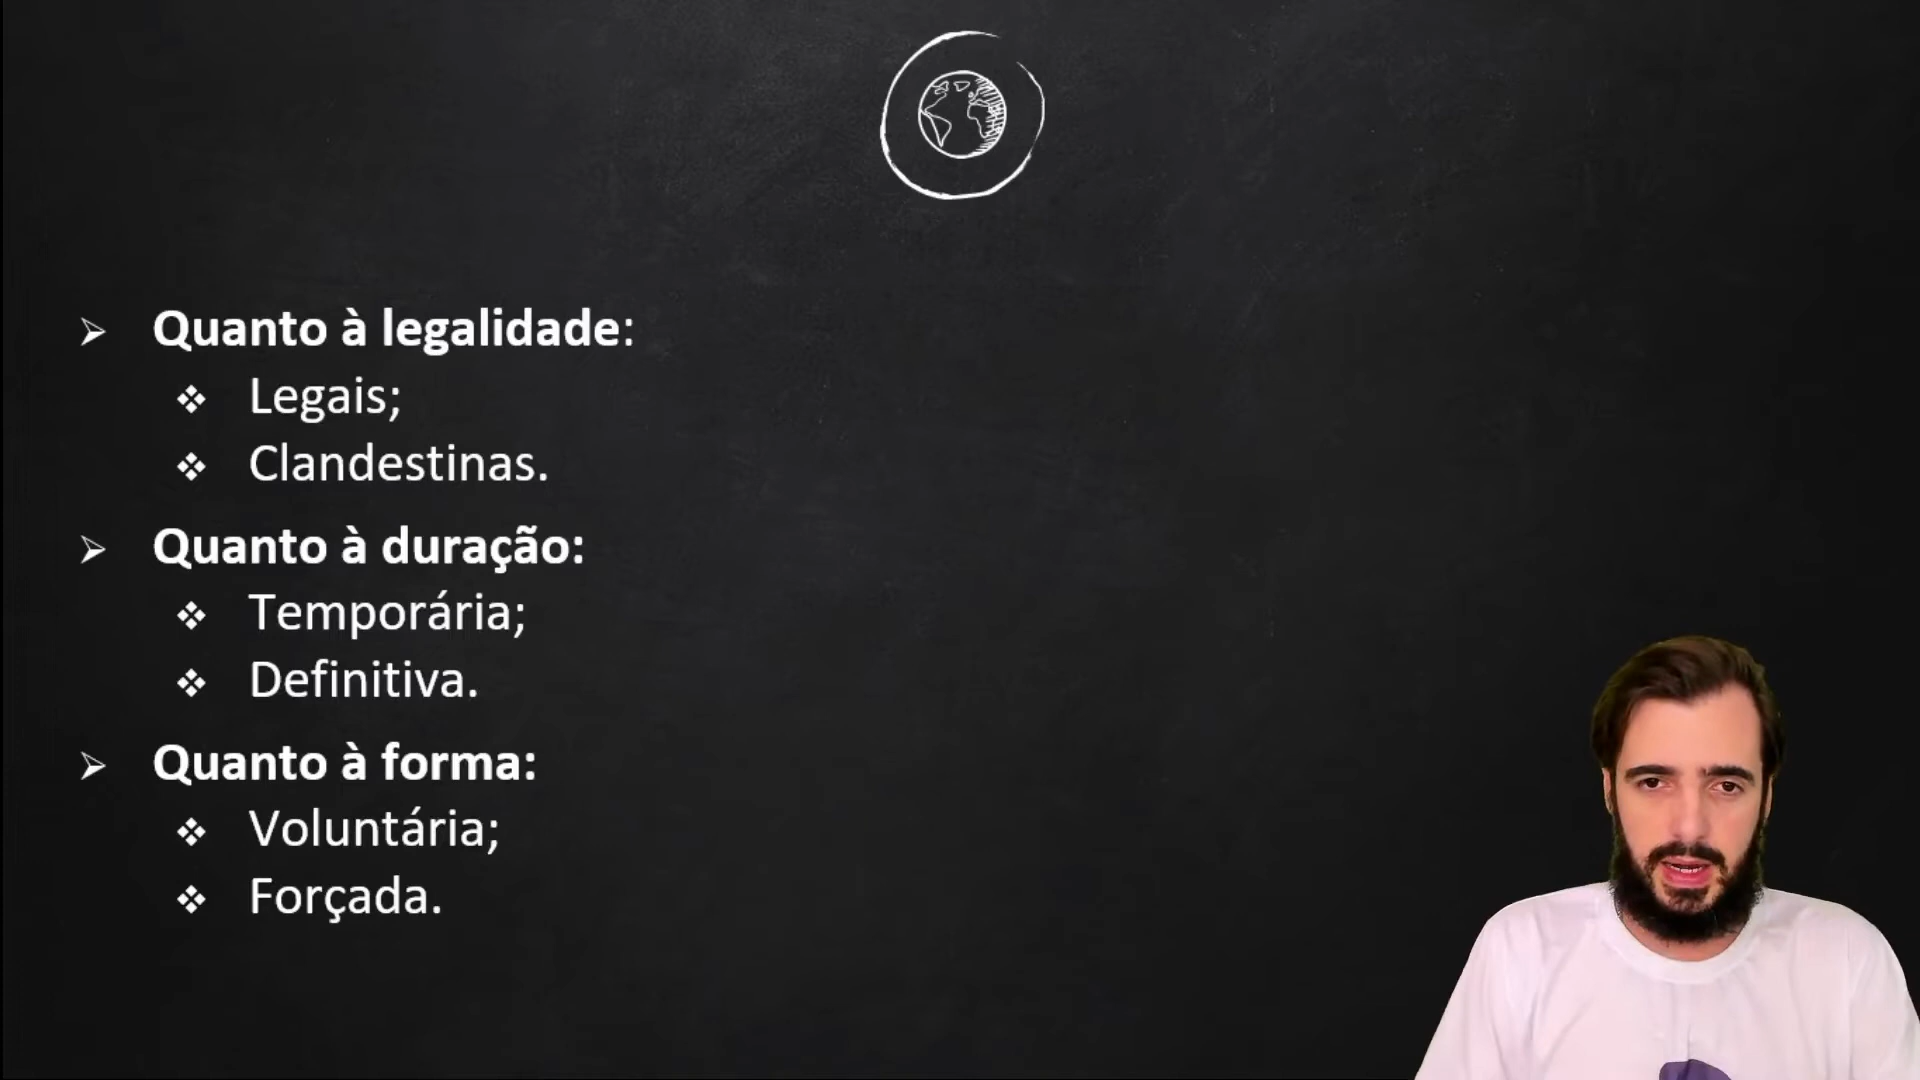 Quanto à legalidade:
Legais;
Clandestinas.
Quanto à duração:
Temporária;
Definitiva.
Quanto à forma:
Voluntária;
Forçada.